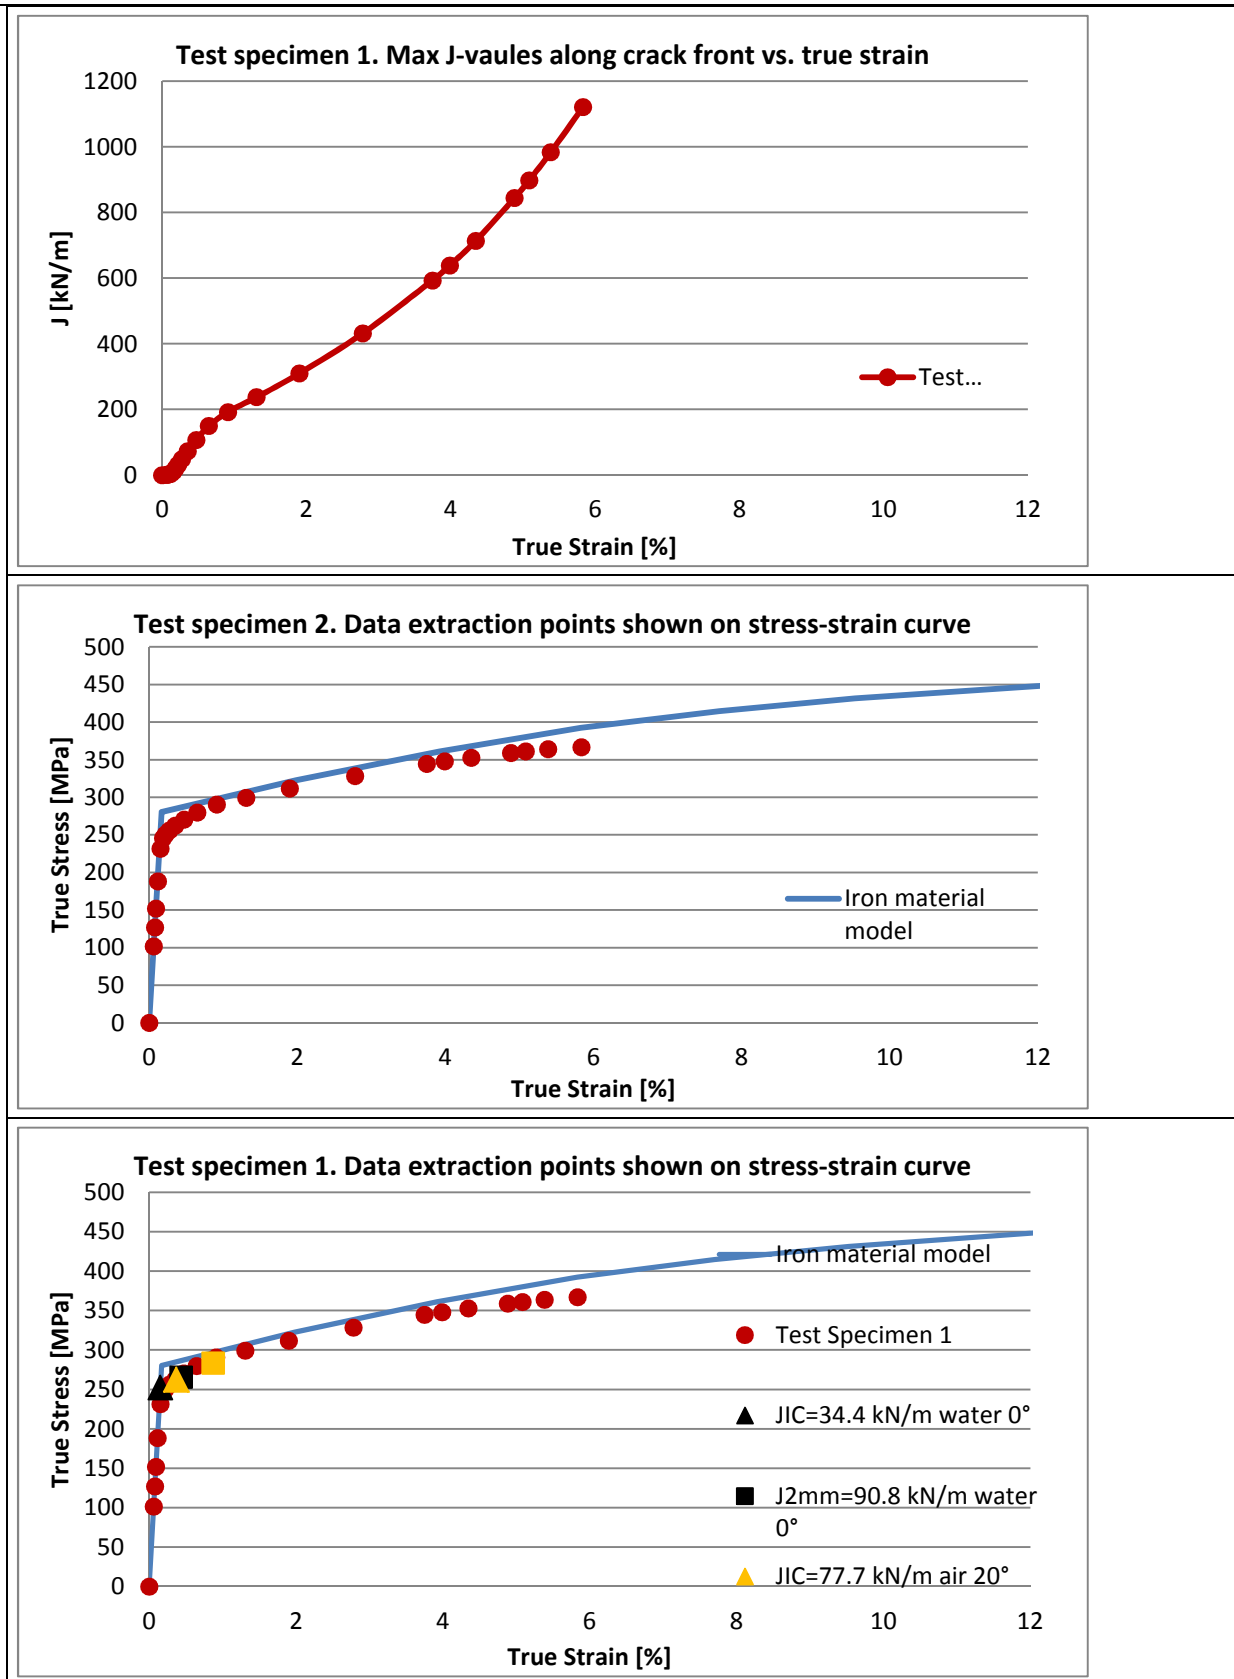 Test specimen 1. Max J-vaules along crack front vs. true strain
1200
1000
800
600
400
200
0
J [kN/m]
Test...
0 2 4 6 8 10 12
True Strain [%]
Test specimen 2. Data extraction points shown on stress-strain curve
500
450
400
350
300
250
200
150
100
50
0
True Stress [MPa]
Iron material
model
0 2 4 6 8 10 12
True Strain [%]
Test specimen 1. Data extraction points shown on stress-strain curve
500
450
400
350
300
250
200
150
100
50
0
True Stress [MPa]
Iron material model
Test Specimen 1
JIC=34.4 kN/m water 0°
J2mm=90.8 kN/m water
0°
JIC=77.7 kN/m air 20°
0 2 4 6 8 10 12
True Strain [%]